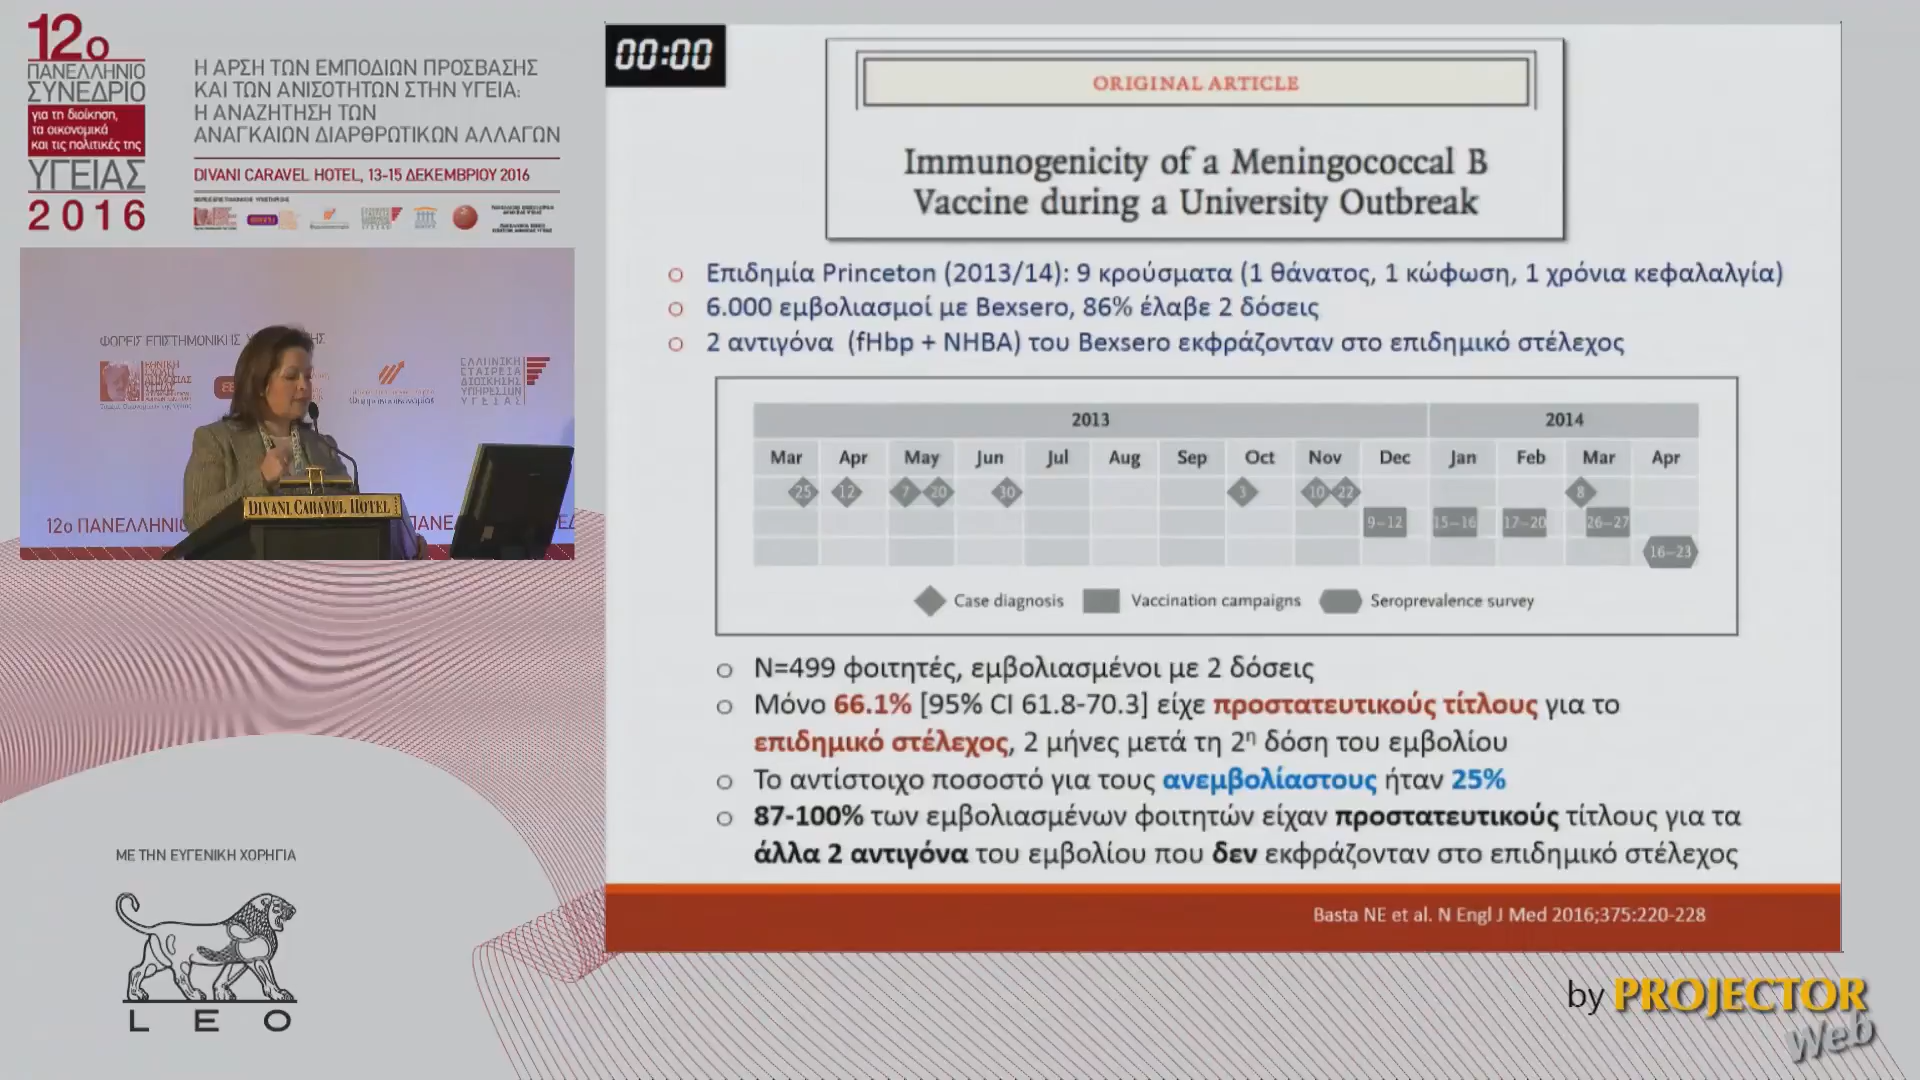 12ο
ΠΑΝΕΛΛΗΝΙΟ
ΣΥΝΕΔΡΙΟ
για τη διοίκηση,
τα οικονομικά
και τις πολιτικές της
ΥΓΕΙΑΣ
2016
Η ΑΡΣΗ ΤΩΝ ΕΜΠΟΔΙΩΝ ΠΡΟΣΒΑΣΗΣ
ΚΑΙ ΤΩΝ ΑΝΙΣΟΤΗΤΩΝ ΣΤΗΝ ΥΓΕΙΑ:
Η ΑΝΑΖΗΤΗΣΗ ΤΩΝ
ΑΝΑΓΚΑΙΩΝ ΔΙΑΡΘΡΩΤΙΚΩΝ ΑΛΛΑΓΩΝ
DIVANI CARAVEL HOTEL, 13-15 ΔΕΚΕΜΒΡΙΟΥ 2016
ΦΟΡΕΙΣ ΕΠΙΣΤΗΜΟΝΙΚΗΣ
ΕΛΛΗΝΙΚΗ
ΕΤΑΙΡΕΙΑ
ΔΙΟΙΚΗΣΗΣ
ΥΠΗΡΕΣΙΩΝ
ΥΓΕΙΑΣ
DIVANI CARAVEL HOTEL
12ο ΠΑΝΕΛΛΗΝΙΟ
ΜΕ ΤΗΝ ΕΥΓΕΝΙΚΗ ΧΟΡΗΓΙΑ
LEO
00:00
ORIGINAL ARTICLE
Immunogenicity of a Meningococcal B
Vaccine during a University Outbreak
Επιδημία Princeton (2013/14): 9 κρούσματα (1 θάνατος, 1 κώφωση, 1 χρόνια κεφαλαλγία)
6.000 εμβολιασμοί με Bexsero, 86% έλαβε 2 δόσεις
2 αντιγόνα (fHbp + NHBA) του Bexsero εκφράζονταν στο επιδημικό στέλεχος
2013 2014
Mar Apr May Jun Jul Aug Sep Oct Nov Dec Jan Feb Mar Apr
25 12 7 20 30 3 10 22 8
9–12 15–16 17–20 26–27
16–23
Case diagnosis Vaccination campaigns Seroprevalence survey
N=499 φοιτητές, εμβολιασμένοι με 2 δόσεις
Μόνο 66.1% [95% CI 61.8-70.3] είχε προστατευτικούς τίτλους για το
επιδημικό στέλεχος, 2 μήνες μετά τη 2η δόση του εμβολίου
Το αντίστοιχο ποσοστό για τους ανεμβολίαστους ήταν 25%
87-100% των εμβολιασμένων φοιτητών είχαν προστατευτικούς τίτλους για τα
άλλα 2 αντιγόνα του εμβολίου που δεν εκφράζονταν στο επιδημικό στέλεχος
Basta NE et al. N Engl J Med 2016;375:220-228
by PROJECTOR
Web